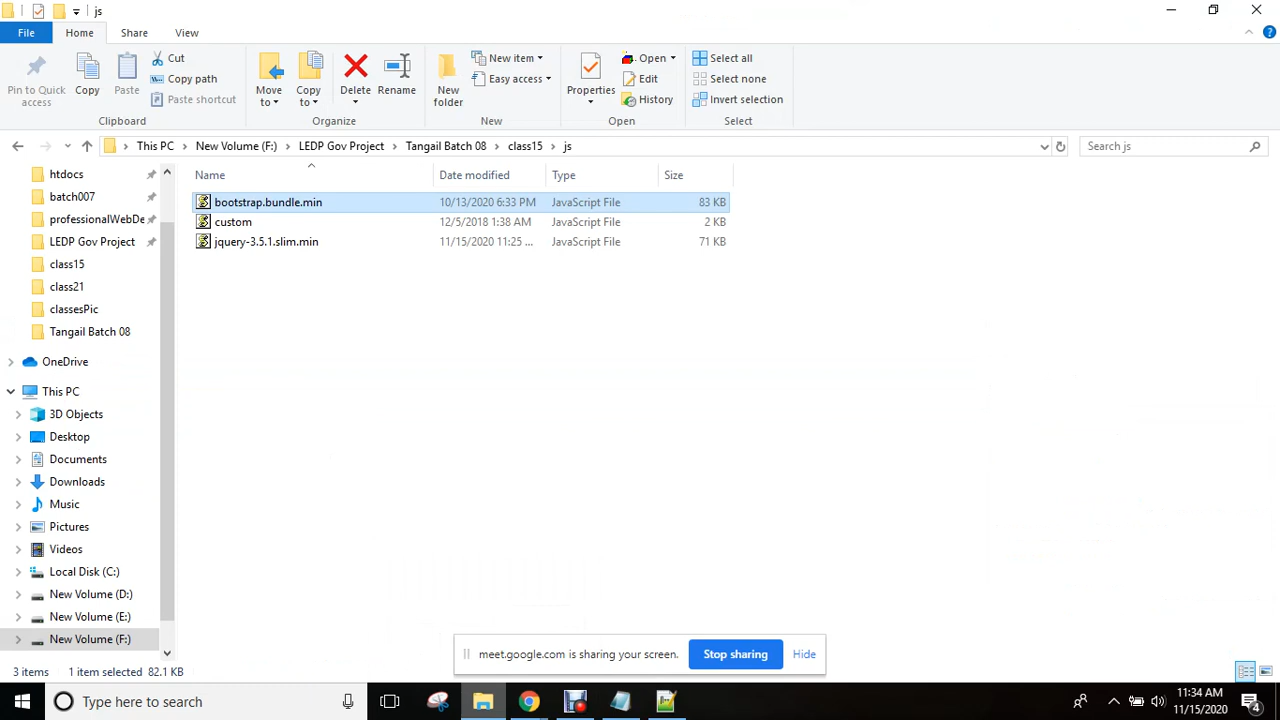 js
File Home Share View
Pin to Quick access
Copy
Paste
Cut
Copy path
Paste shortcut
Clipboard
Move to
Copy to
Delete
Rename
Organize
New folder
New item
Easy access
New
Properties
Open
Edit
History
Open
Select all
Select none
Invert selection
Select
This PC > New Volume (F:) > LEDP Gov Project > Tangail Batch 08 > class15 > js
Search js
Name Date modified Type Size
bootstrap.bundle.min 10/13/2020 6:33 PM JavaScript File 83 KB
custom 12/5/2018 1:38 AM JavaScript File 2 KB
jquery-3.5.1.slim.min 11/15/2020 11:25 ... JavaScript File 71 KB
htdocs
batch007
professionalWebDe
LEDP Gov Project
class15
class21
classesPic
Tangail Batch 08
OneDrive
This PC
3D Objects
Desktop
Documents
Downloads
Music
Pictures
Videos
Local Disk (C:)
New Volume (D:)
New Volume (E:)
New Volume (F:)
meet.google.com is sharing your screen. Stop sharing Hide
3 items 1 item selected 82.1 KB
Type here to search
11:34 AM
11/15/2020
4